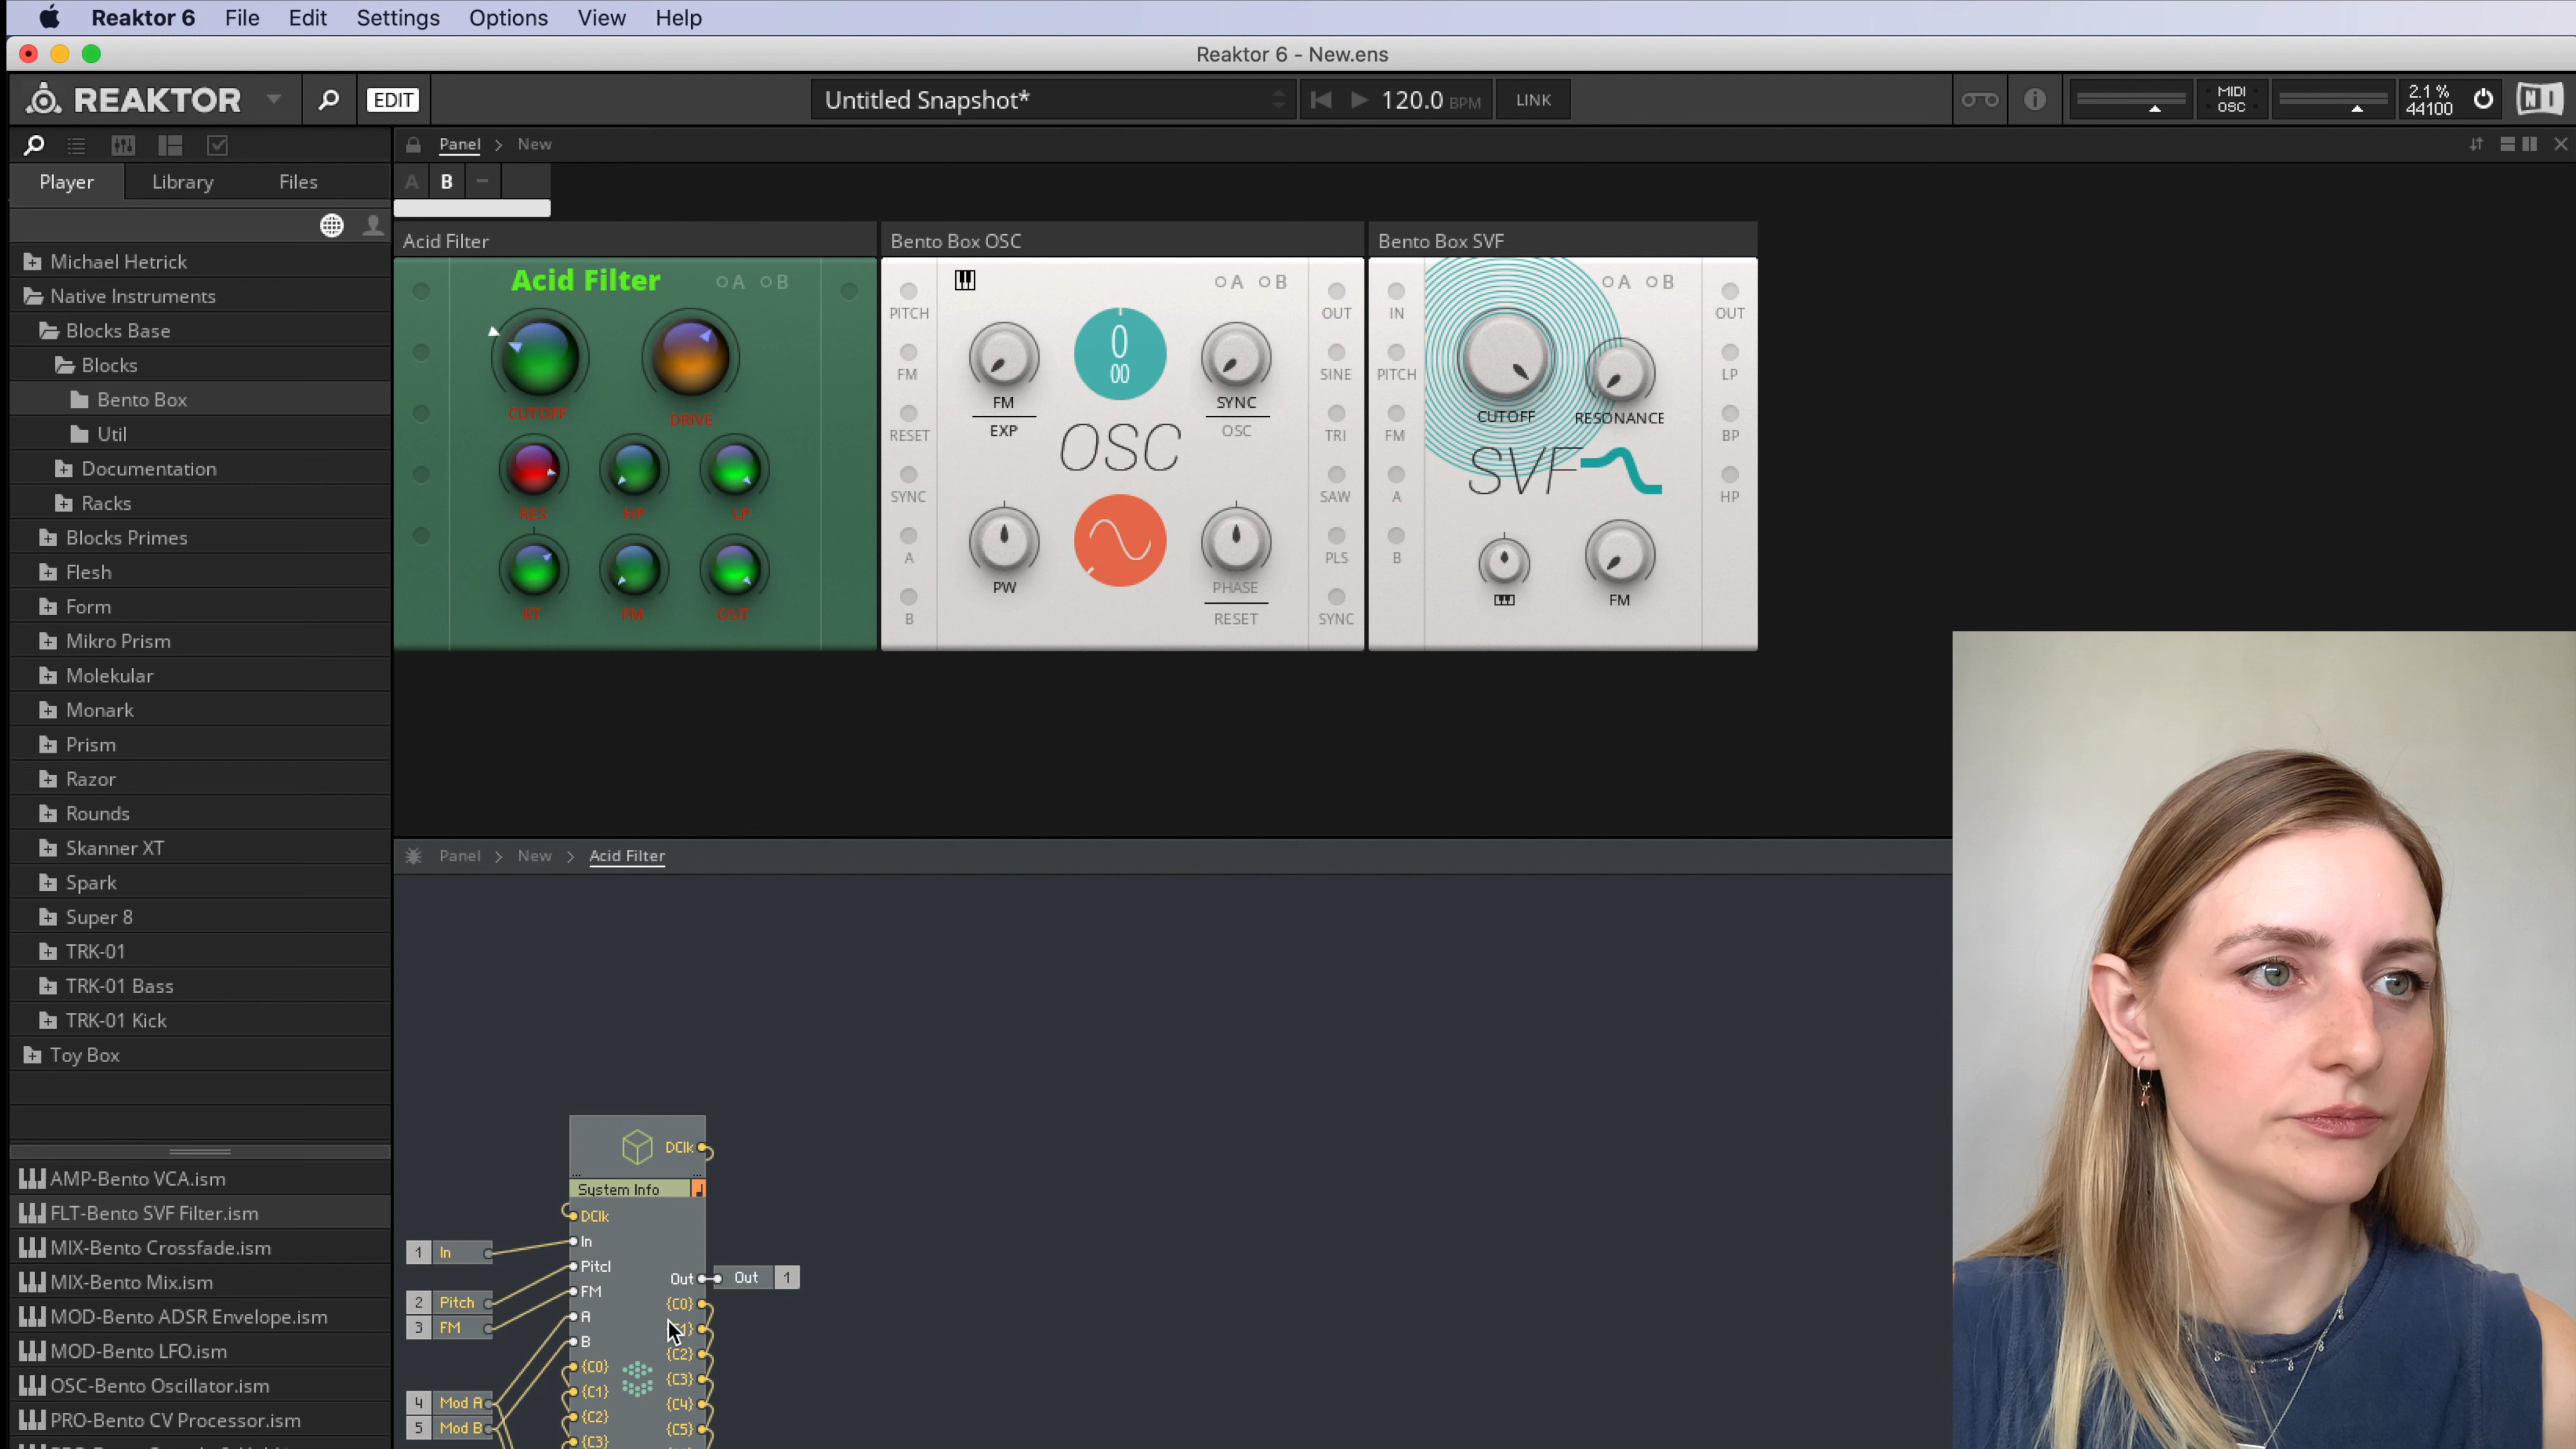 Reaktor 6 File Edit Settings Options View Help
Reaktor 6 - New.ens
REAKTOR EDIT Untitled Snapshot* 120.0 BPM LINK MIDI OSC 2.1 % 44100 NI
Panel > New
Player Library Files
A B –
Michael Hetrick
Native Instruments
Blocks Base
Blocks
Bento Box
Util
Documentation
Racks
Blocks Primes
Flesh
Form
Mikro Prism
Molekular
Monark
Prism
Razor
Rounds
Skanner XT
Spark
Super 8
TRK-01
TRK-01 Bass
TRK-01 Kick
Toy Box
AMP-Bento VCA.ism
FLT-Bento SVF Filter.ism
MIX-Bento Crossfade.ism
MIX-Bento Mix.ism
MOD-Bento ADSR Envelope.ism
MOD-Bento LFO.ism
OSC-Bento Oscillator.ism
PRO-Bento CV Processor.ism
Acid Filter
Acid Filter A B
CUTOFF DRIVE
RES HP LP
KT FM OUT
Bento Box OSC
A B
PITCH
FM
RESET
SYNC
A
B
FM
EXP
0
00
SYNC
OSC
OSC
PW
PHASE
RESET
OUT
SINE
TRI
SAW
PLS
SYNC
Bento Box SVF
A B
IN
PITCH
FM
A
B
CUTOFF RESONANCE
SVF
FM
OUT
LP
BP
HP
Panel > New > Acid Filter
DClk
System Info
DClk
1 In
In
Pitcl
2 Pitch
FM
3 FM
A
B
4 Mod A
5 Mod B
{C0}
{C1}
{C2}
{C3}
Out
Out 1
{C0}
{C2}
{C3}
{C4}
{C5}